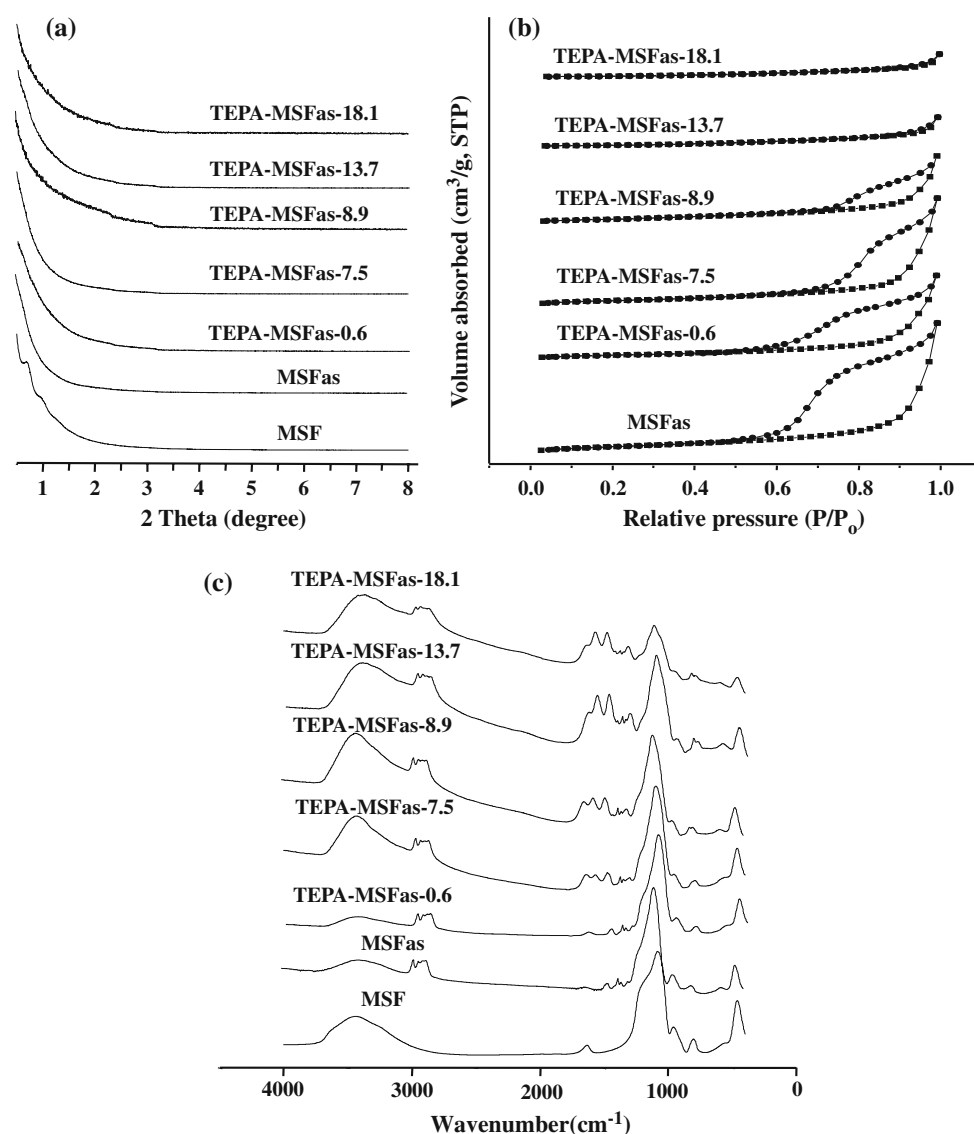 (a)
TEPA-MSFas-18.1
TEPA-MSFas-13.7
TEPA-MSFas-8.9
TEPA-MSFas-7.5
TEPA-MSFas-0.6
MSFas
MSF
1 2 3 4 5 6 7 8
2 Theta (degree)
(b)
TEPA-MSFas-18.1
TEPA-MSFas-13.7
TEPA-MSFas-8.9
TEPA-MSFas-7.5
TEPA-MSFas-0.6
MSFas
Volume absorbed (cm³/g, STP)
0.0 0.2 0.4 0.6 0.8 1.0
Relative pressure (P/Pₒ)
(c)
TEPA-MSFas-18.1
TEPA-MSFas-13.7
TEPA-MSFas-8.9
TEPA-MSFas-7.5
TEPA-MSFas-0.6
MSFas
MSF
4000 3000 2000 1000 0
Wavenumber(cm⁻¹)